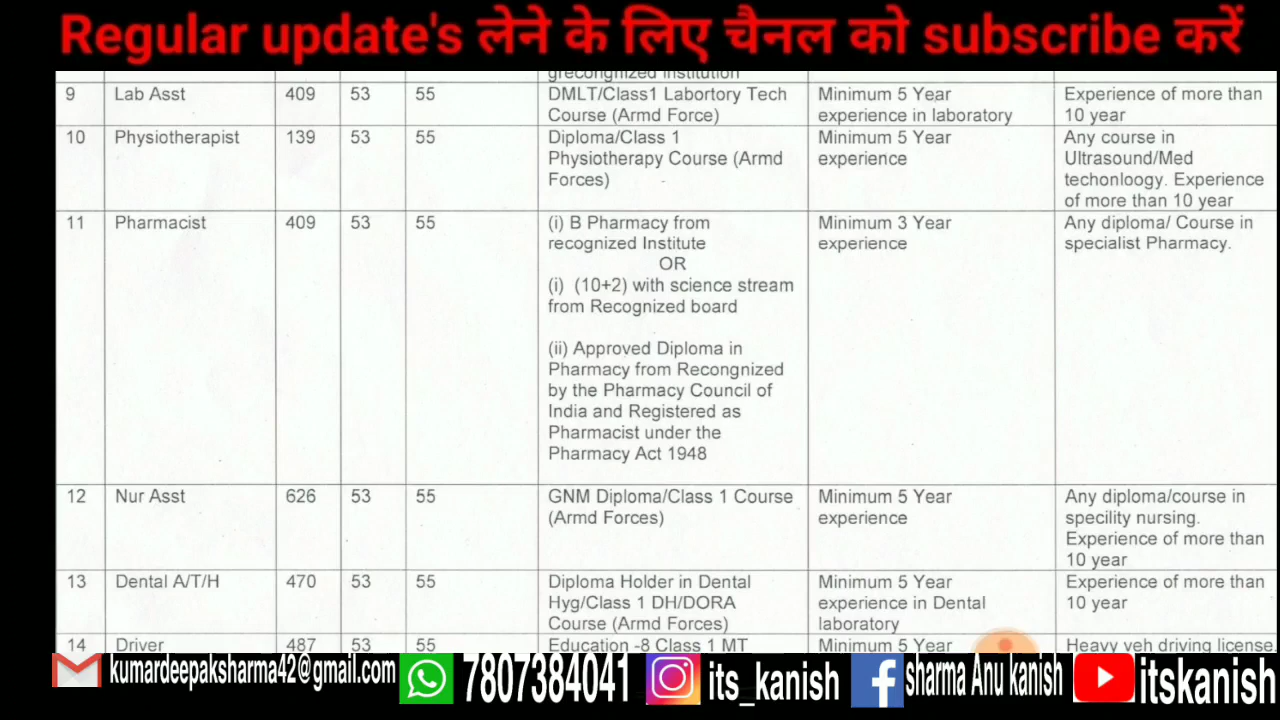 Regular update's लेने के लिए चैनल को subscribe करें
grecongnized institution
9 Lab Asst 409 53 55 DMLT/Class1 Labortory Tech Minimum 5 Year Experience of more than
Course (Armd Force) experience in laboratory 10 year
10 Physiotherapist 139 53 55 Diploma/Class 1 Minimum 5 Year Any course in
Physiotherapy Course (Armd experience Ultrasound/Med
Forces) techonloogy. Experience
of more than 10 year
11 Pharmacist 409 53 55 (i) B Pharmacy from Minimum 3 Year Any diploma/ Course in
recognized Institute experience specialist Pharmacy.
OR
(i) (10+2) with science stream
from Recognized board
(ii) Approved Diploma in
Pharmacy from Recongnized
by the Pharmacy Council of
India and Registered as
Pharmacist under the
Pharmacy Act 1948
12 Nur Asst 626 53 55 GNM Diploma/Class 1 Course Minimum 5 Year Any diploma/course in
(Armd Forces) experience specility nursing.
Experience of more than
10 year
13 Dental A/T/H 470 53 55 Diploma Holder in Dental Minimum 5 Year Experience of more than
Hyg/Class 1 DH/DORA experience in Dental 10 year
Course (Armd Forces) laboratory
14 Driver 487 53 55 Education -8 Class 1 MT Minimum 5 Year Heavy veh driving license
kumardeepaksharma42@gmail.com 7807384041 its_kanish sharma Anu kanish itskanish